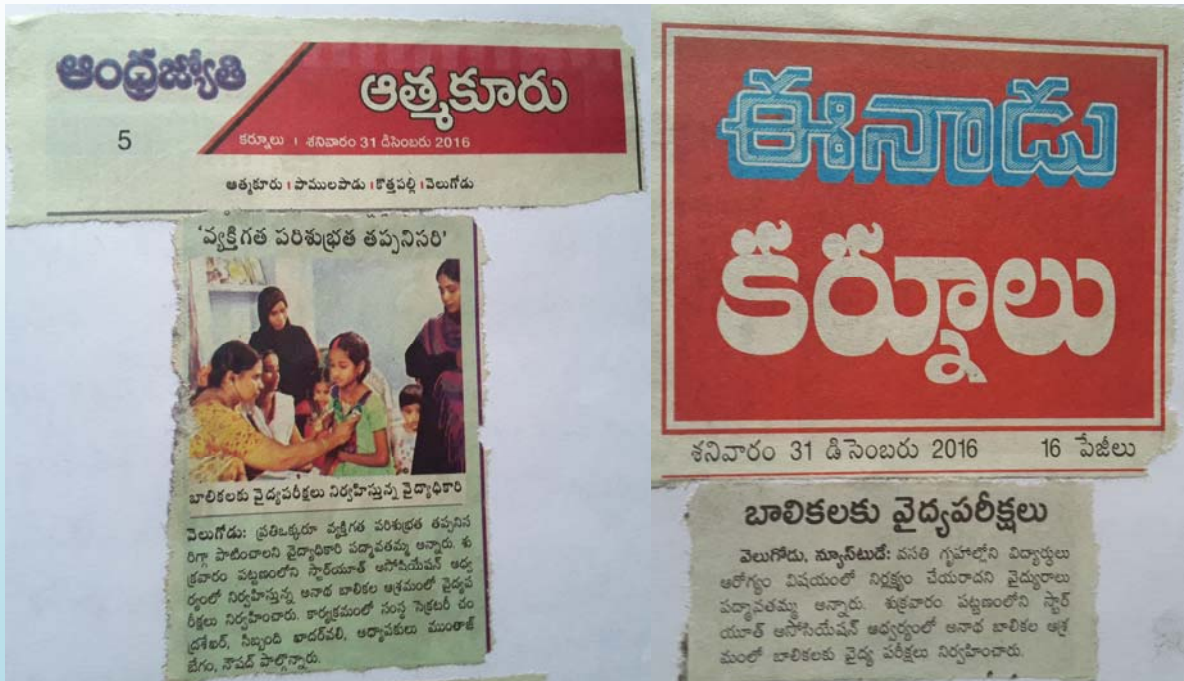 ఆంధ్రజ్యోతి
ఆత్మకూరు
5
కర్నూలు । శనివారం 31 డిసెంబరు 2016
ఆత్మకూరు । పాములపాడు । కొత్తపల్లి । వెలుగోడు
'వ్యక్తిగత పరిశుభ్రత తప్పనిసరి'
బాలికలకు వైద్యపరీక్షలు నిర్వహిస్తున్న వైద్యాధికారి
వెలుగోడు: ప్రతిఒక్కరూ వ్యక్తిగత పరిశుభ్రత తప్పనిస
రిగ్గా పాటించాలని వైద్యాధికారి పద్మావతమ్మ అన్నారు. శు
క్రవారం పట్టణంలోని స్టార్‌యూత్ అసోసియేషన్ ఆధ్వ
ర్యంలో నిర్వహిస్తున్న అనాథ బాలికల ఆశ్రమంలో వైద్యప
రీక్షలు నిర్వహించారు. కార్యక్రమంలో సంస్థ సెక్రటరీ చం
ద్రశేఖర్, సిబ్బంది ఖాదర్‌వలి, అధ్యాపకులు ముంతాజ్
బేగం, నౌషద్ పాల్గొన్నారు.
ఈనాడు
కర్నూలు
శనివారం 31 డిసెంబరు 2016 16 పేజీలు
బాలికలకు వైద్యపరీక్షలు
వెలుగోడు, న్యూస్‌టుడే: వసతి గృహాల్లోని విద్యార్థులు
ఆరోగ్యం విషయంలో నిర్లక్ష్యం చేయరాదని వైద్యురాలు
పద్మావతమ్మ అన్నారు. శుక్రవారం పట్టణంలోని స్టార్
యూత్ అసోసియేషన్ ఆధ్వర్యంలో అనాథ బాలికల ఆశ్ర
మంలో బాలికలకు వైద్య పరీక్షలు నిర్వహించారు.